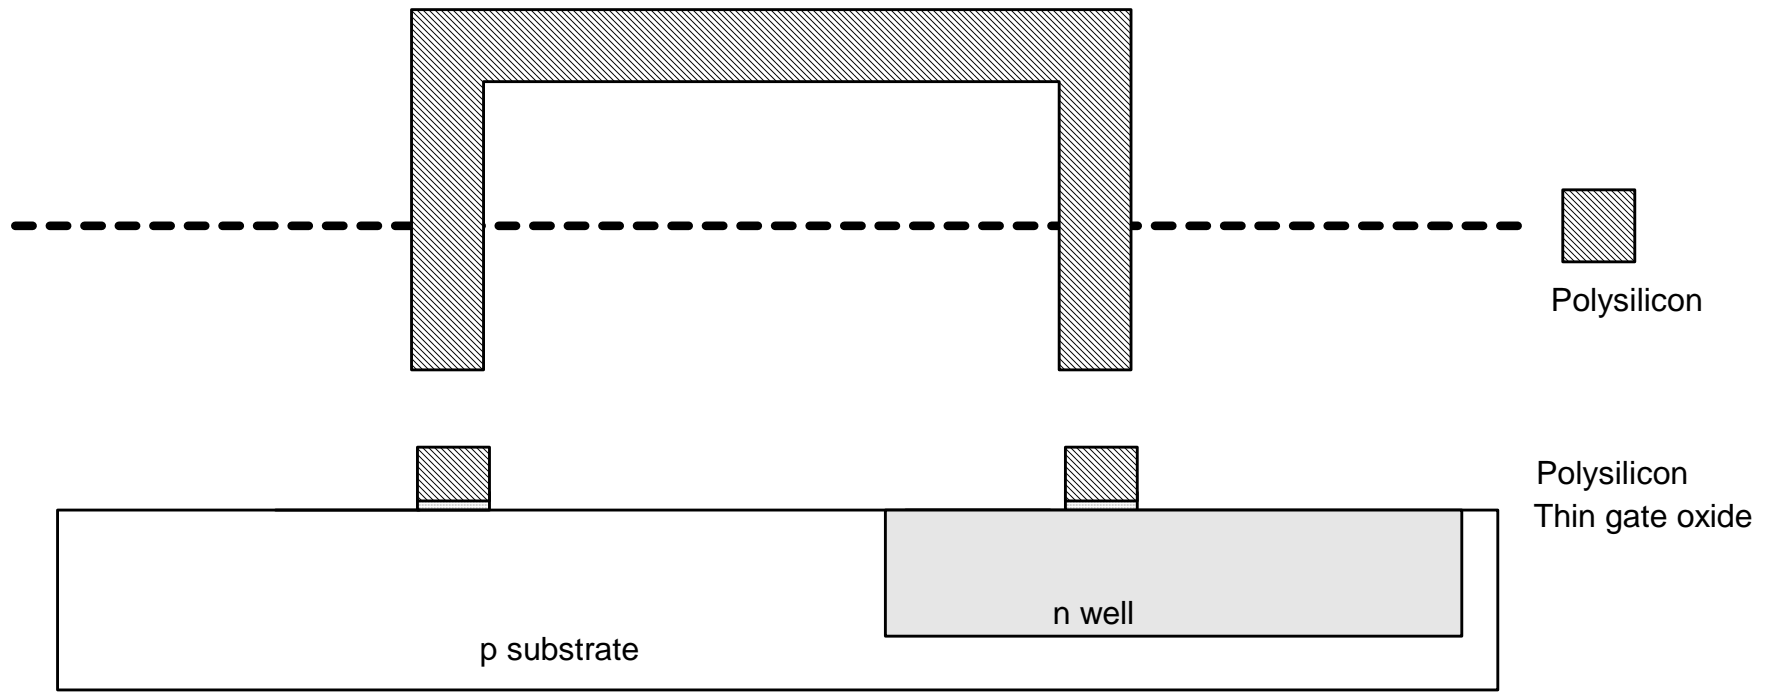 Polysilicon
Polysilicon
Thin gate oxide
n well
p substrate